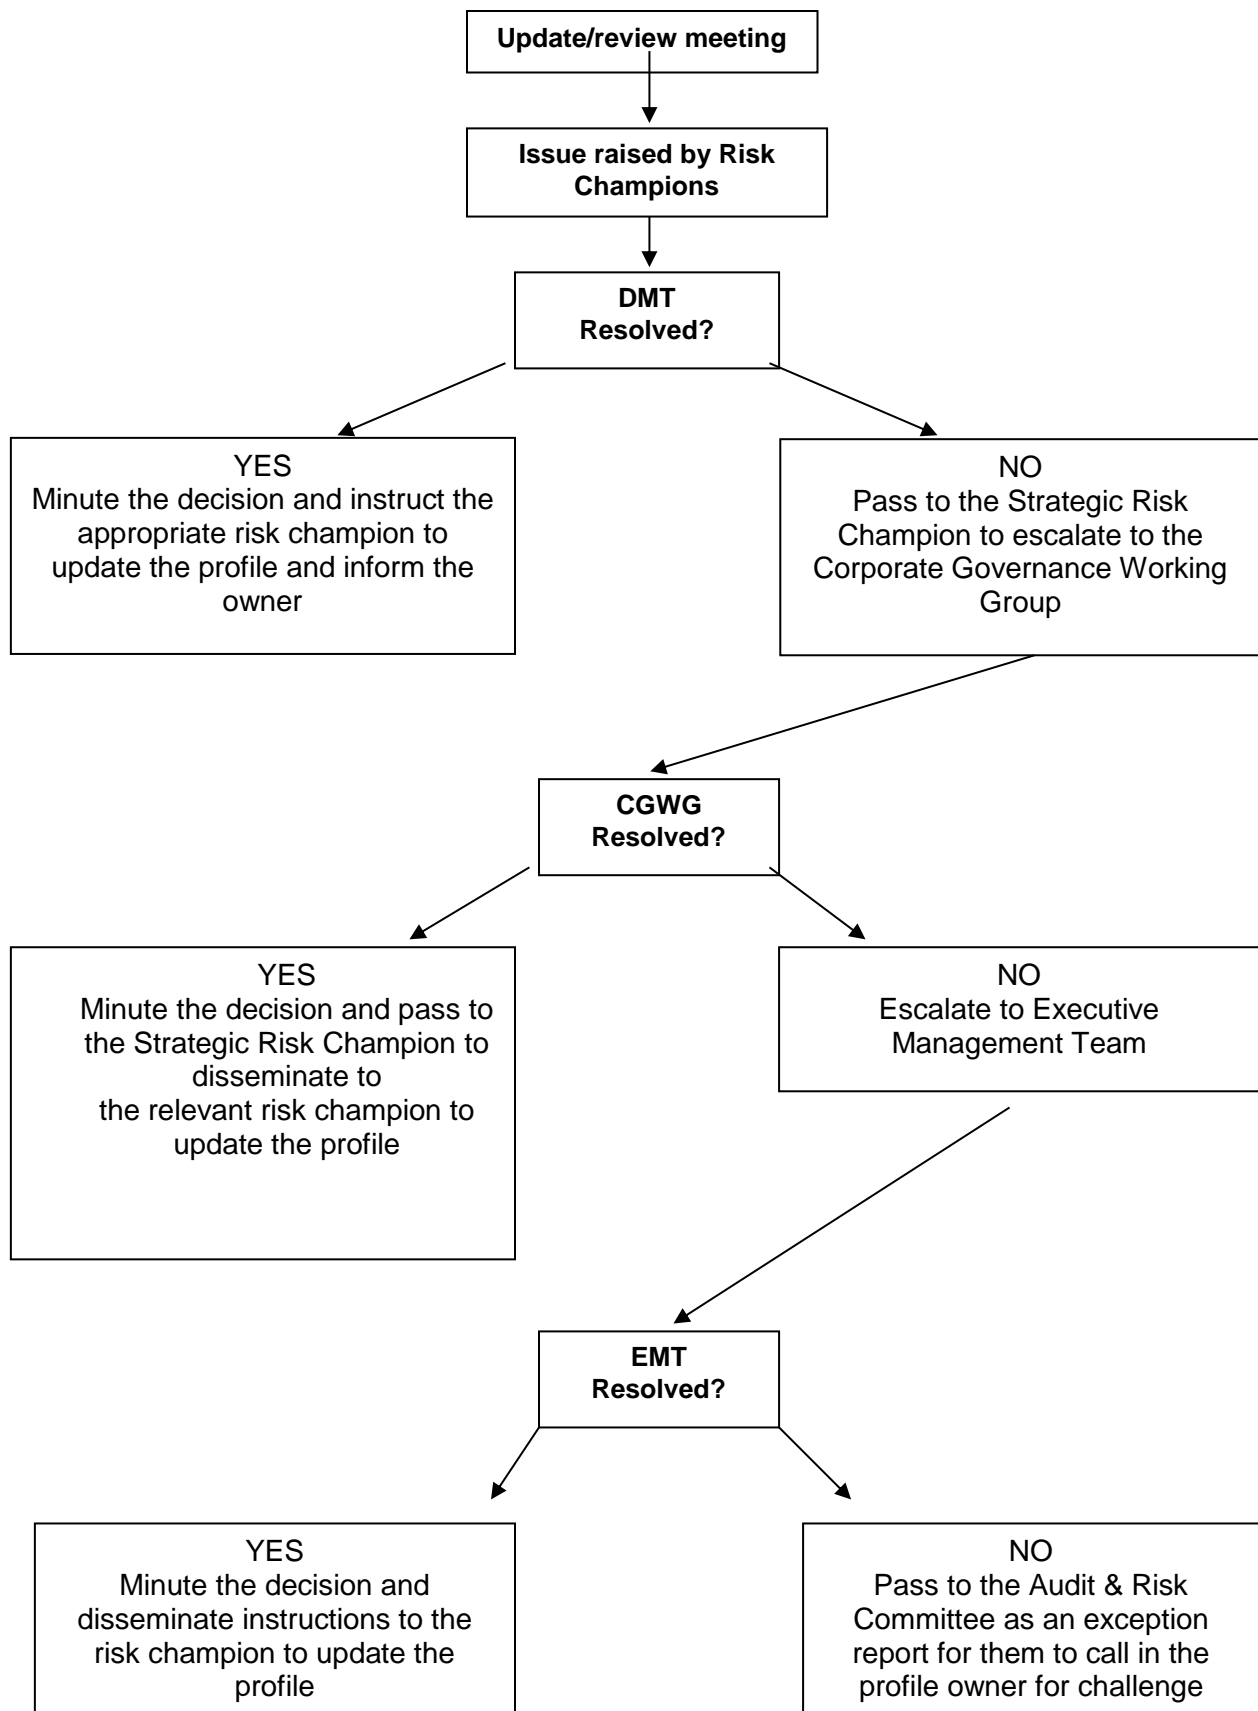 Update/review meeting
Issue raised by Risk
Champions
DMT
Resolved?
YES
Minute the decision and instruct the
appropriate risk champion to
update the profile and inform the
owner
NO
Pass to the Strategic Risk
Champion to escalate to the
Corporate Governance Working
Group
CGWG
Resolved?
YES
Minute the decision and pass to
the Strategic Risk Champion to
disseminate to
the relevant risk champion to
update the profile
NO
Escalate to Executive
Management Team
EMT
Resolved?
YES
Minute the decision and
disseminate instructions to the
risk champion to update the
profile
NO
Pass to the Audit & Risk
Committee as an exception
report for them to call in the
profile owner for challenge